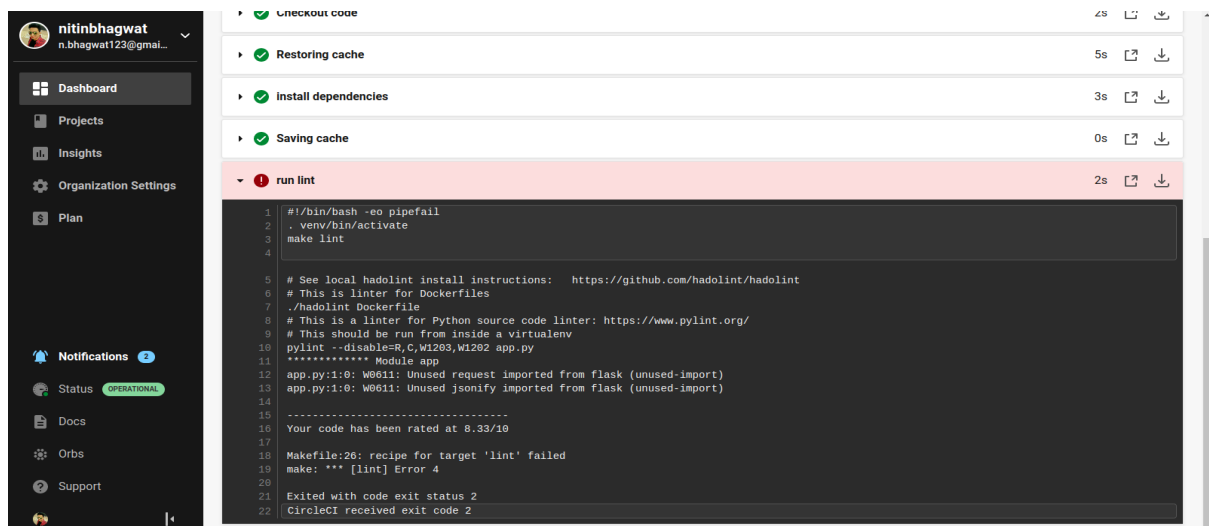 nitinbhagwat
n.bhagwat123@gmai...
Dashboard
Projects
Insights
Organization Settings
Plan
Notifications 2
Status OPERATIONAL
Docs
Orbs
Support
Checkout code 2s
Restoring cache 5s
install dependencies 3s
Saving cache 0s
run lint 2s
1 #!/bin/bash -eo pipefail
2 . venv/bin/activate
3 make lint
4
5 # See local hadolint install instructions:   https://github.com/hadolint/hadolint
6 # This is linter for Dockerfiles
7 ./hadolint Dockerfile
8 # This is a linter for Python source code linter: https://www.pylint.org/
9 # This should be run from inside a virtualenv
10 pylint --disable=R,C,W1203,W1202 app.py
11 ************* Module app
12 app.py:1:0: W0611: Unused request imported from flask (unused-import)
13 app.py:1:0: W0611: Unused jsonify imported from flask (unused-import)
14
15 -----------------------------------
16 Your code has been rated at 8.33/10
17
18 Makefile:26: recipe for target 'lint' failed
19 make: *** [lint] Error 4
20
21 Exited with code exit status 2
22 CircleCI received exit code 2